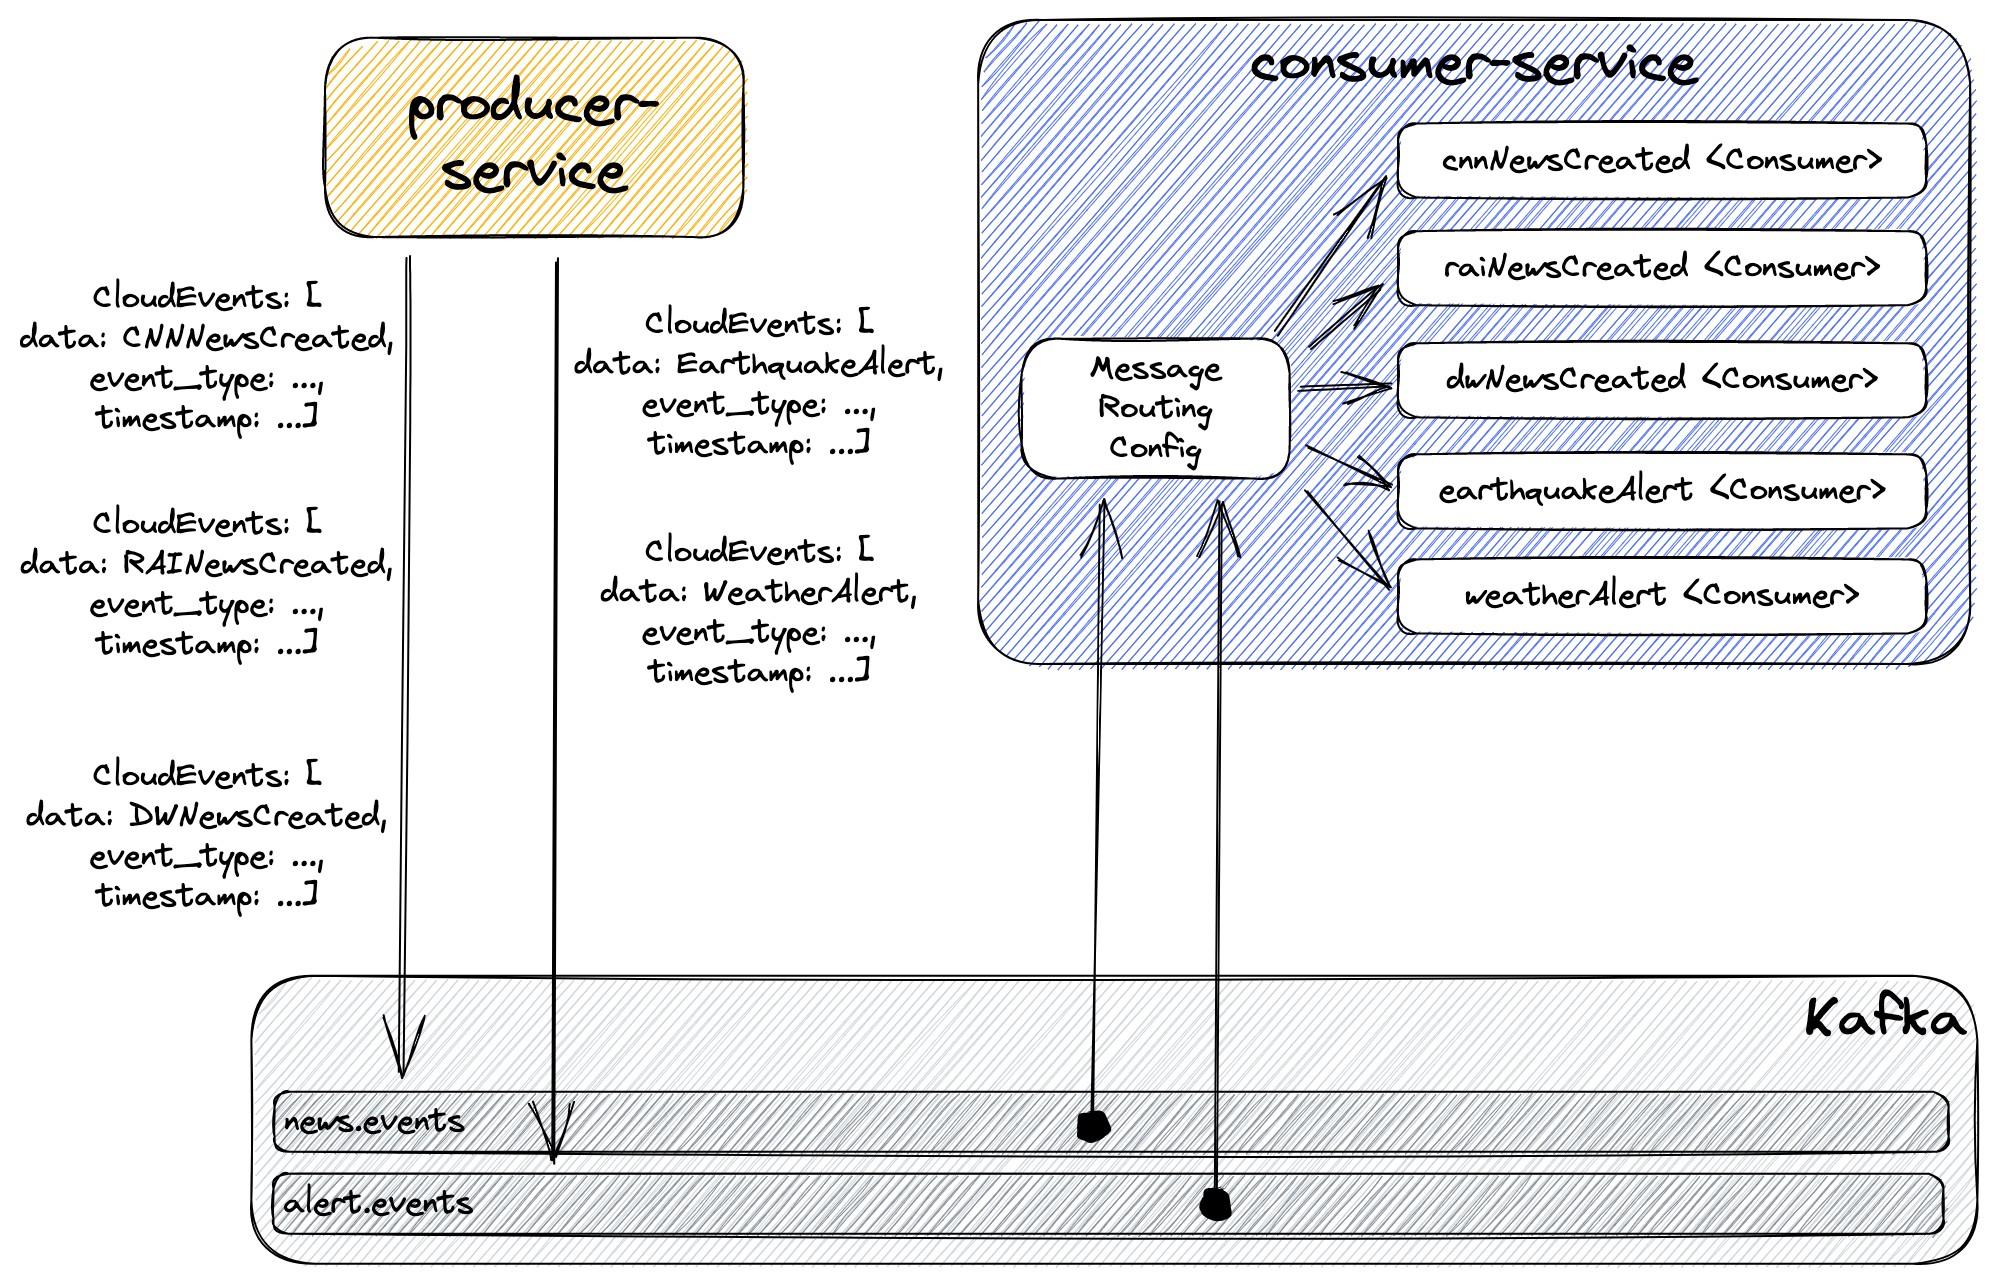 producer-
service
CloudEvents: [
data: CNNNewsCreated,
event_type: ...,
timestamp: ...]
CloudEvents: [
data: RAINewsCreated,
event_type: ...,
timestamp: ...]
CloudEvents: [
data: DWNewsCreated,
event_type: ...,
timestamp: ...]
CloudEvents: [
data: EarthquakeAlert,
event_type: ...,
timestamp: ...]
CloudEvents: [
data: WeatherAlert,
event_type: ...,
timestamp: ...]
consumer-service
Message
Routing
Config
cnnNewsCreated <Consumer>
raiNewsCreated <Consumer>
dwNewsCreated <Consumer>
earthquakeAlert <Consumer>
weatherAlert <Consumer>
Kafka
news.events
alert.events